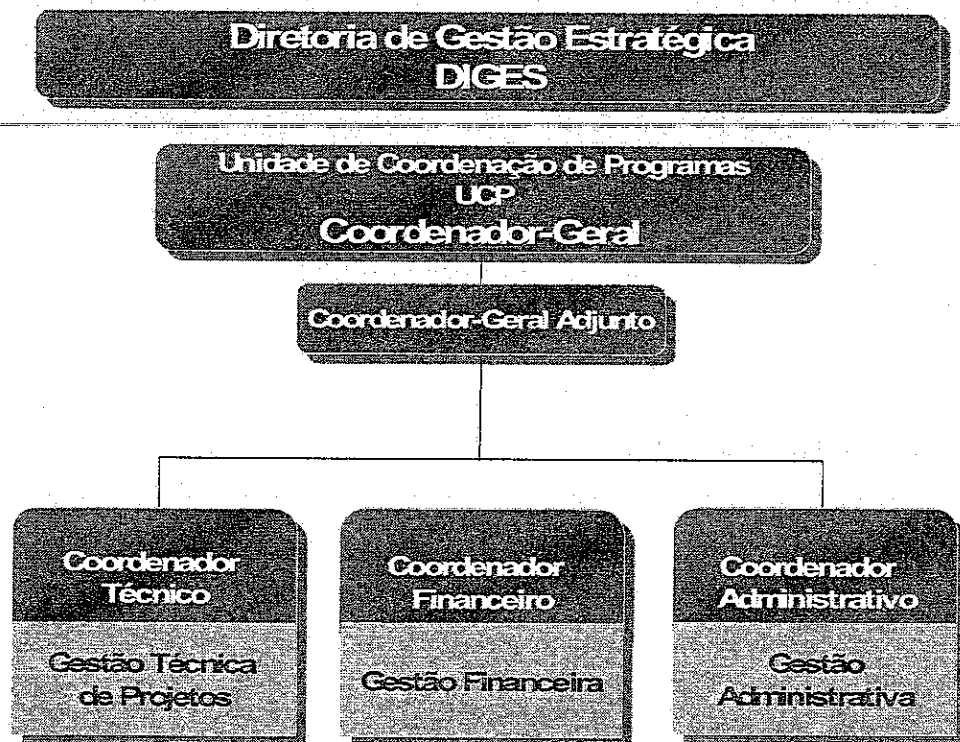 Diretoria de Gestão Estratégica
DIGES
Unidade de Coordenação de Programas
UCP
Coordenador-Geral
Coordenador-Geral Adjunto
Coordenador
Técnico
Gestão Técnica
de Projetos
Coordenador
Financeiro
Gestão Financeira
Coordenador
Administrativo
Gestão
Administrativa